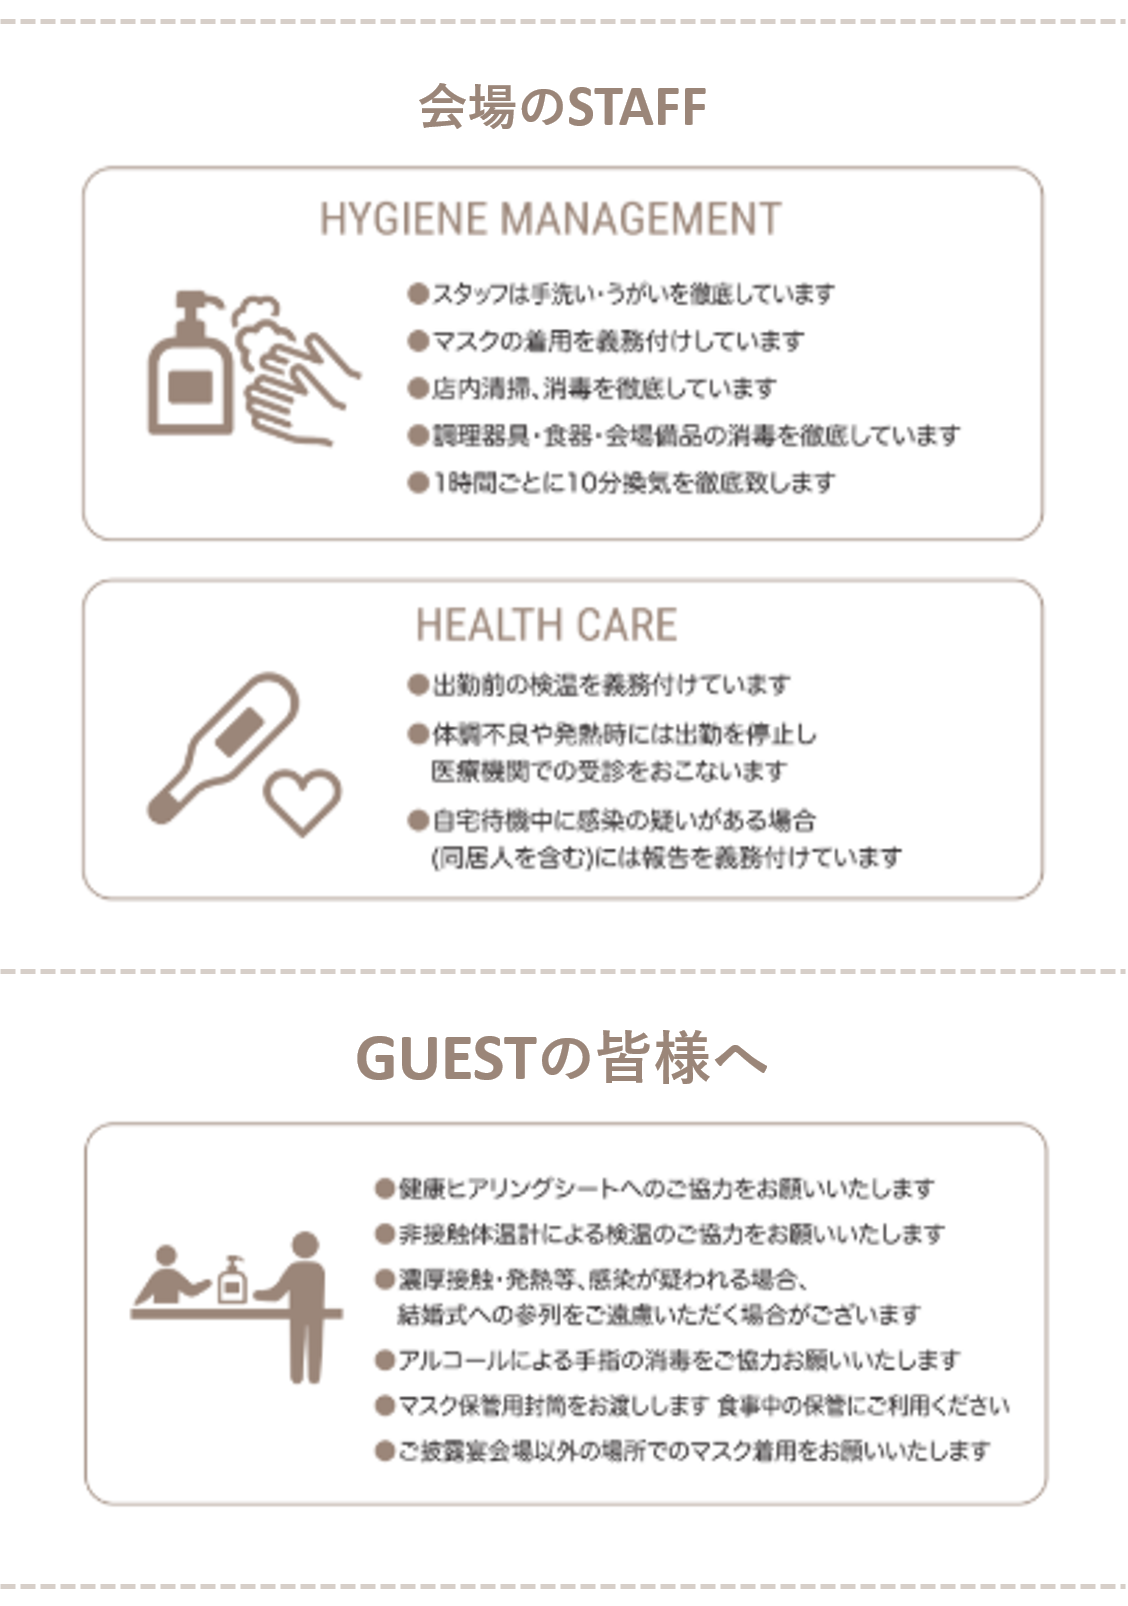 会場のSTAFF
HYGIENE MANAGEMENT
●スタッフは手洗い・うがいを徹底しています
●マスクの着用を義務付けしています
●店内清掃、消毒を徹底しています
●調理器具・食器・会場備品の消毒を徹底しています
●1時間ごとに10分換気を徹底致します
HEALTH CARE
●出勤前の検温を義務付けています
●体調不良や発熱時には出勤を停止し
医療機関での受診をおこないます
●自宅待機中に感染の疑いがある場合
(同居人を含む)には報告を義務付けています
GUESTの皆様へ
●健康ヒアリングシートへのご協力をお願いいたします
●非接触体温計による検温のご協力をお願いいたします
●濃厚接触・発熱等、感染が疑われる場合、
結婚式への参列をご遠慮いただく場合がございます
●アルコールによる手指の消毒をご協力お願いいたします
●マスク保管用封筒をお渡しします 食事中の保管にご利用ください
●ご披露宴会場以外の場所でのマスク着用をお願いいたします